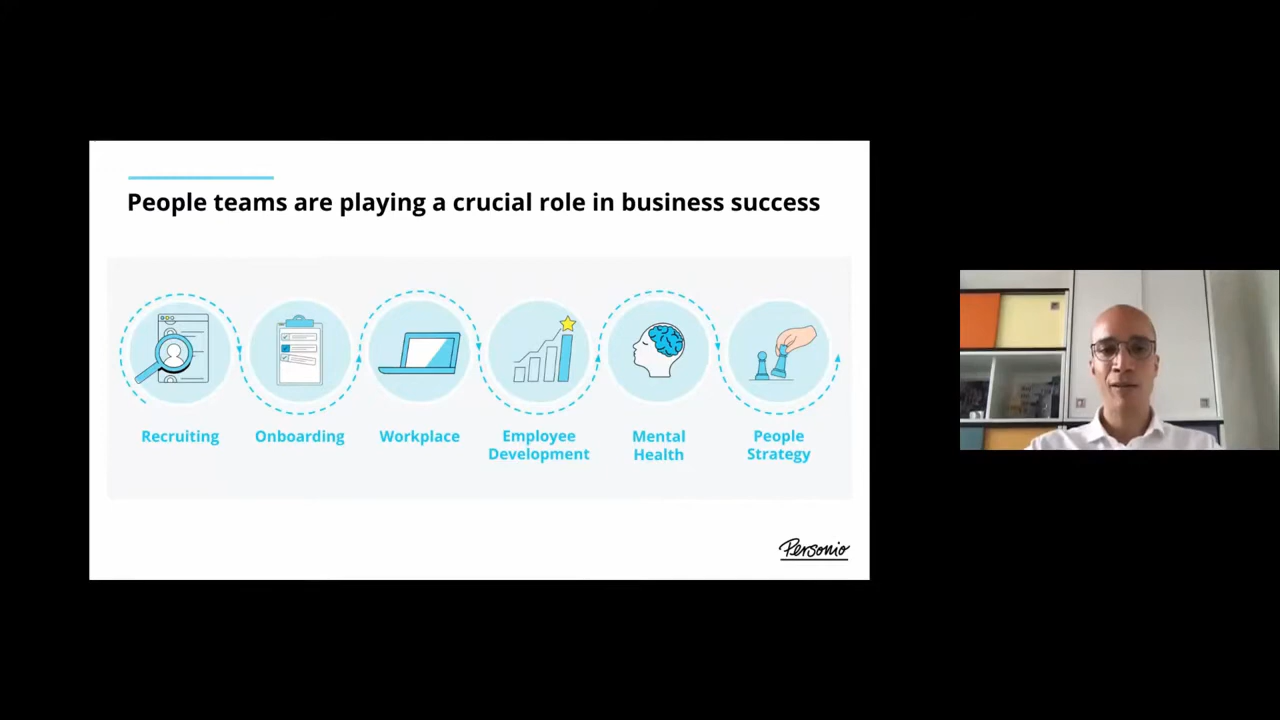 People teams are playing a crucial role in business success
Recruiting
Onboarding
Workplace
Employee
Development
Mental
Health
People
Strategy
Personio